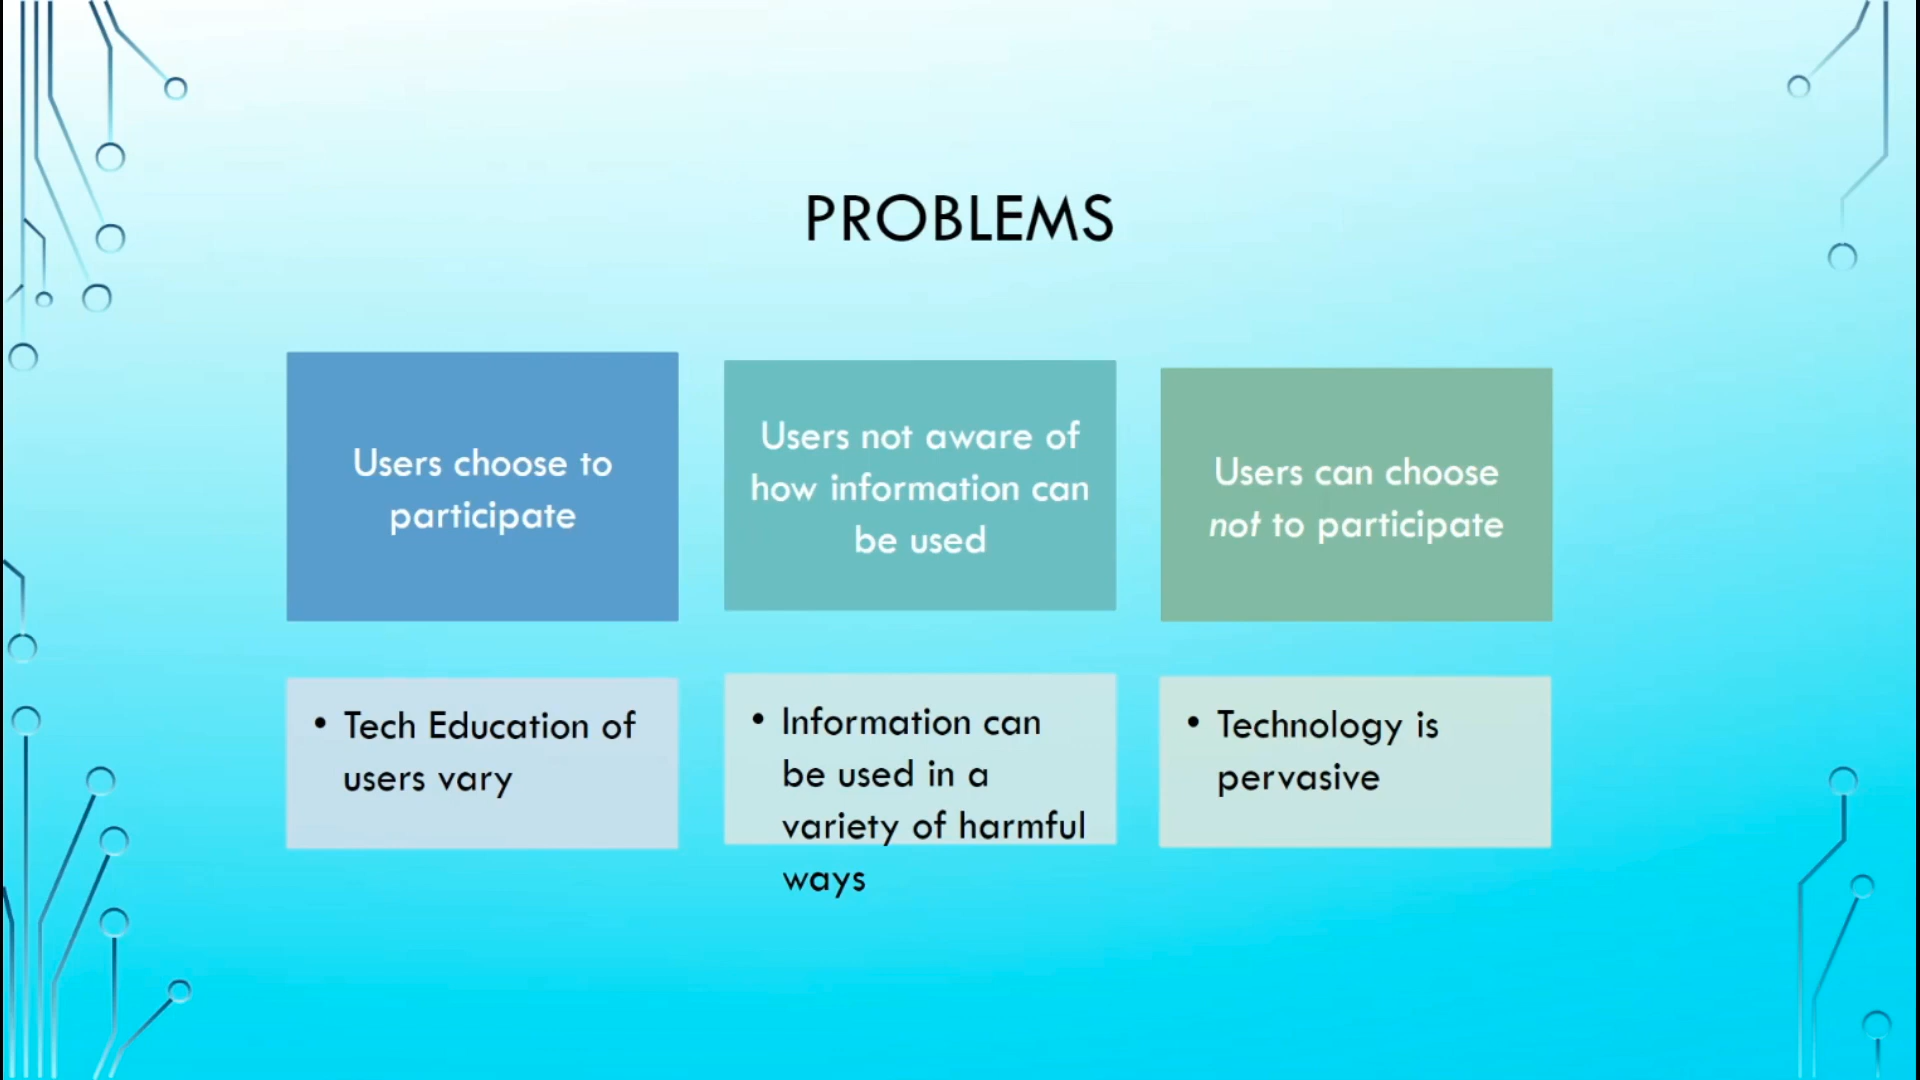 PROBLEMS
Users choose to
participate
Users not aware of
how information can
be used
Users can choose
not to participate
• Tech Education of
users vary
• Information can
be used in a
variety of harmful
ways
• Technology is
pervasive